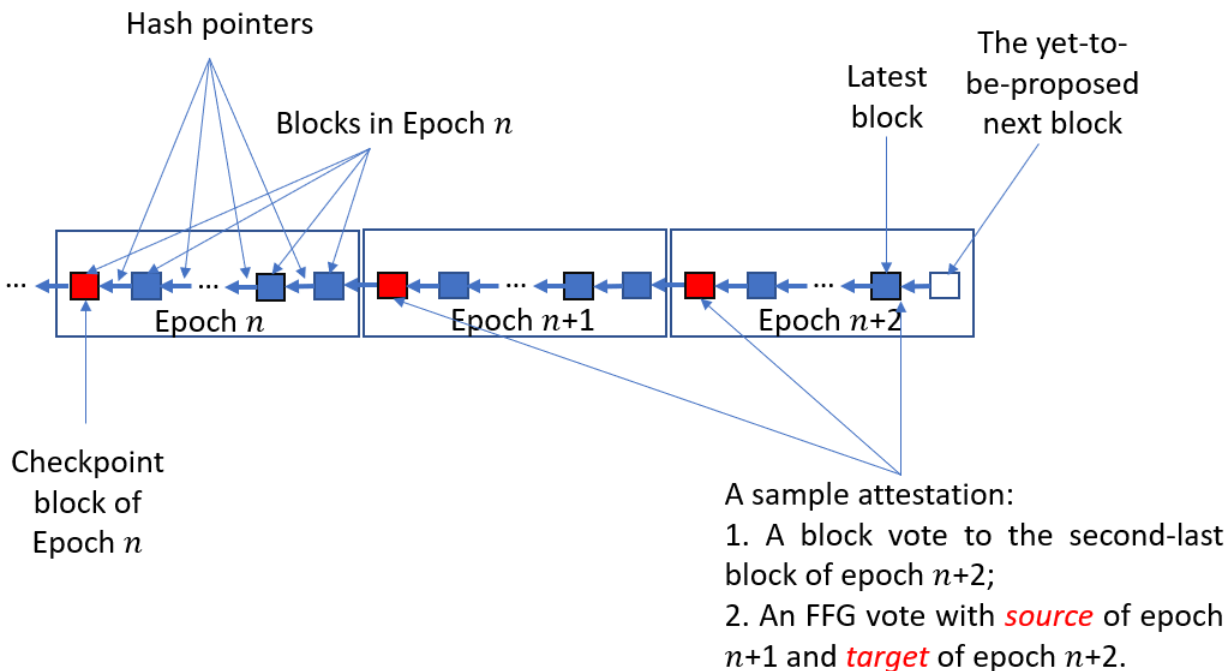 Hash pointers
The yet-to-
be-proposed
next block
Latest
block
Blocks in Epoch n
...
...
...
...
Epoch n
Epoch n+1
Epoch n+2
Checkpoint
block of
Epoch n
A sample attestation:
1. A block vote to the second-last
block of epoch n+2;
2. An FFG vote with source of epoch
n+1 and target of epoch n+2.